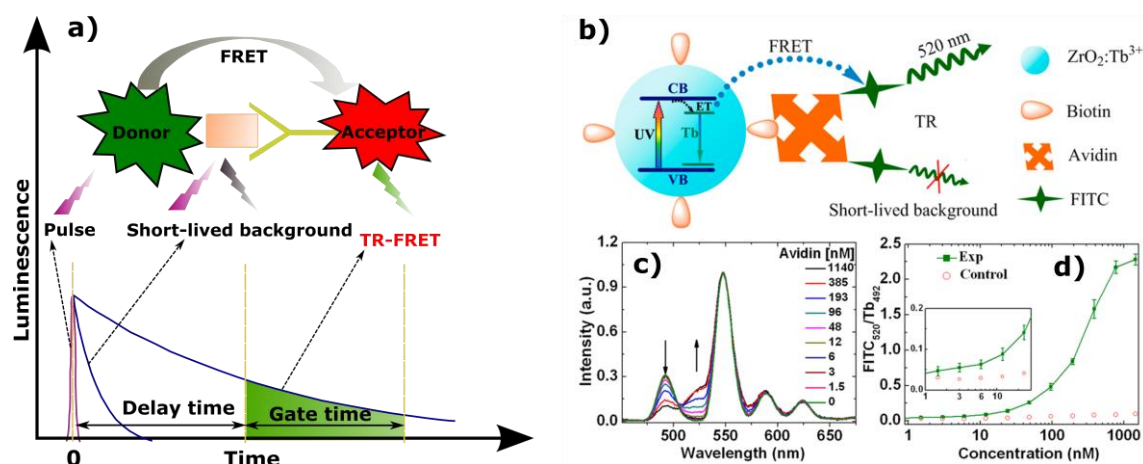 a)
FRET
Donor
Acceptor
Pulse
Short-lived background
TR-FRET
Luminescence
Delay time
Gate time
0
Time
b)
FRET
520 nm
CB
ET
UV
Tb
VB
TR
Short-lived background
ZrO₂:Tb³⁺
Biotin
Avidin
FITC
c)
Avidin [nM]
1140
385
193
96
48
12
6
3
1.5
0
Intensity (a.u.)
1.2
0.9
0.6
0.3
0.0
475 550 625
Wavelength (nm)
d)
Exp
Control
FITC₅₂₀/Tb₄₉₂
2.5
2.0
1.5
1.0
0.5
0.0
0.2
0.1
0.0
1 3 6 10
1 10 100 1000
Concentration (nM)